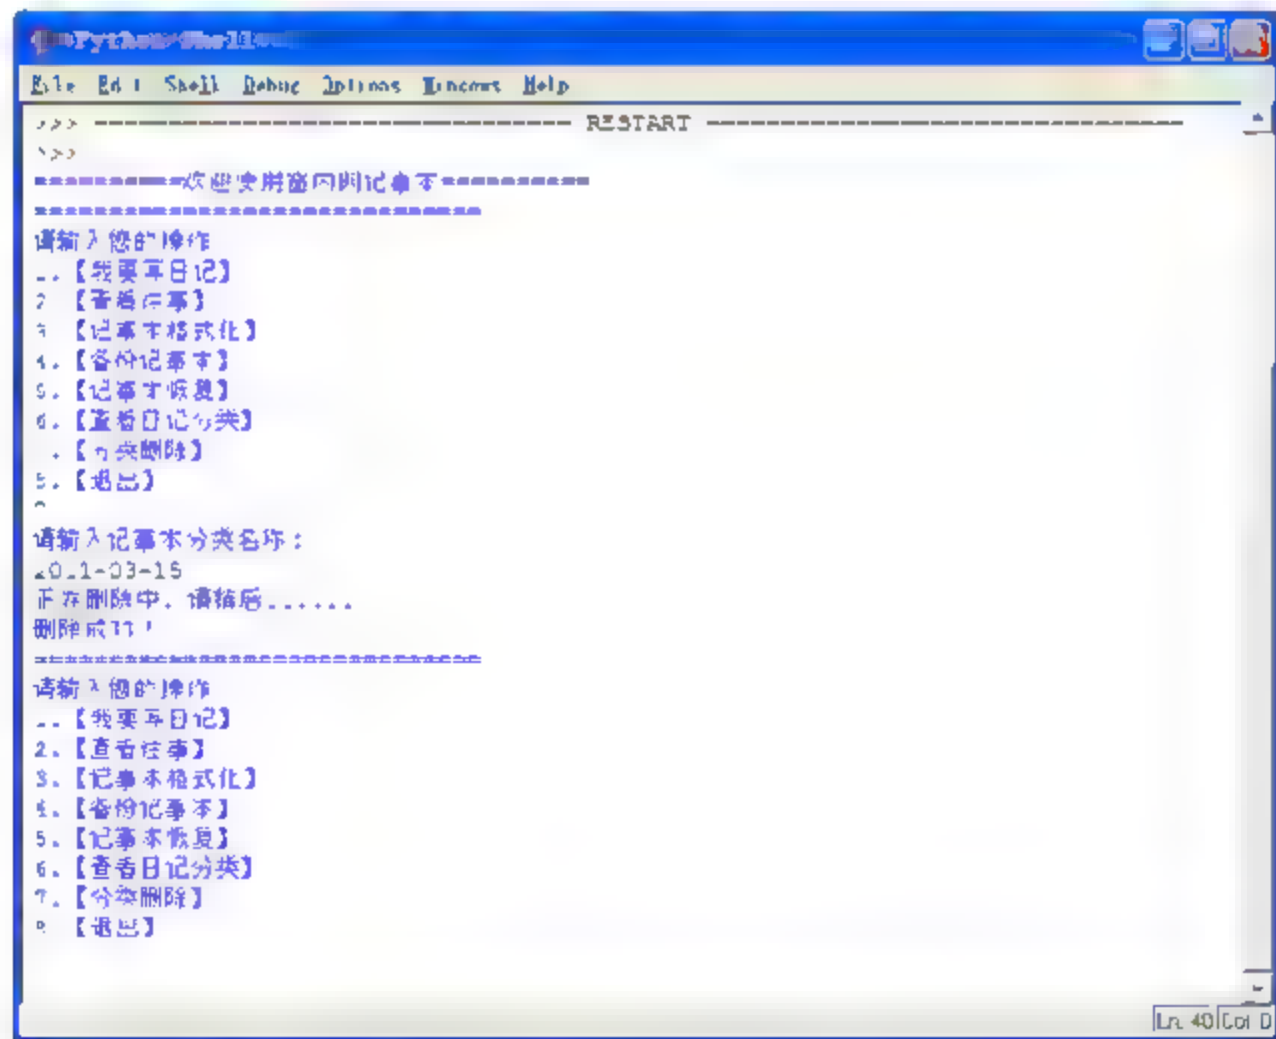 Python Shell
File Edit Shell Debug Options Windows Help
>>> ================================ RESTART ================================
>>>
==========欢迎使用 记事本==========
==============================
请输入您的操作
1.【我要写日记】
2.【查看往事】
3.【记事本格式化】
4.【备份记事本】
5.【记事本恢复】
6.【查看日记分类】
.【分类删除】
8.【退出】
请输入记事本分类名称：
2011-03-15
正在删除中，请稍后......
删除成功！
==============================
请输入您的操作
1.【我要写日记】
2.【查看往事】
3.【记事本格式化】
4.【备份记事本】
5.【记事本恢复】
6.【查看日记分类】
7.【分类删除】
8.【退出】
Ln: 40 Col: 0